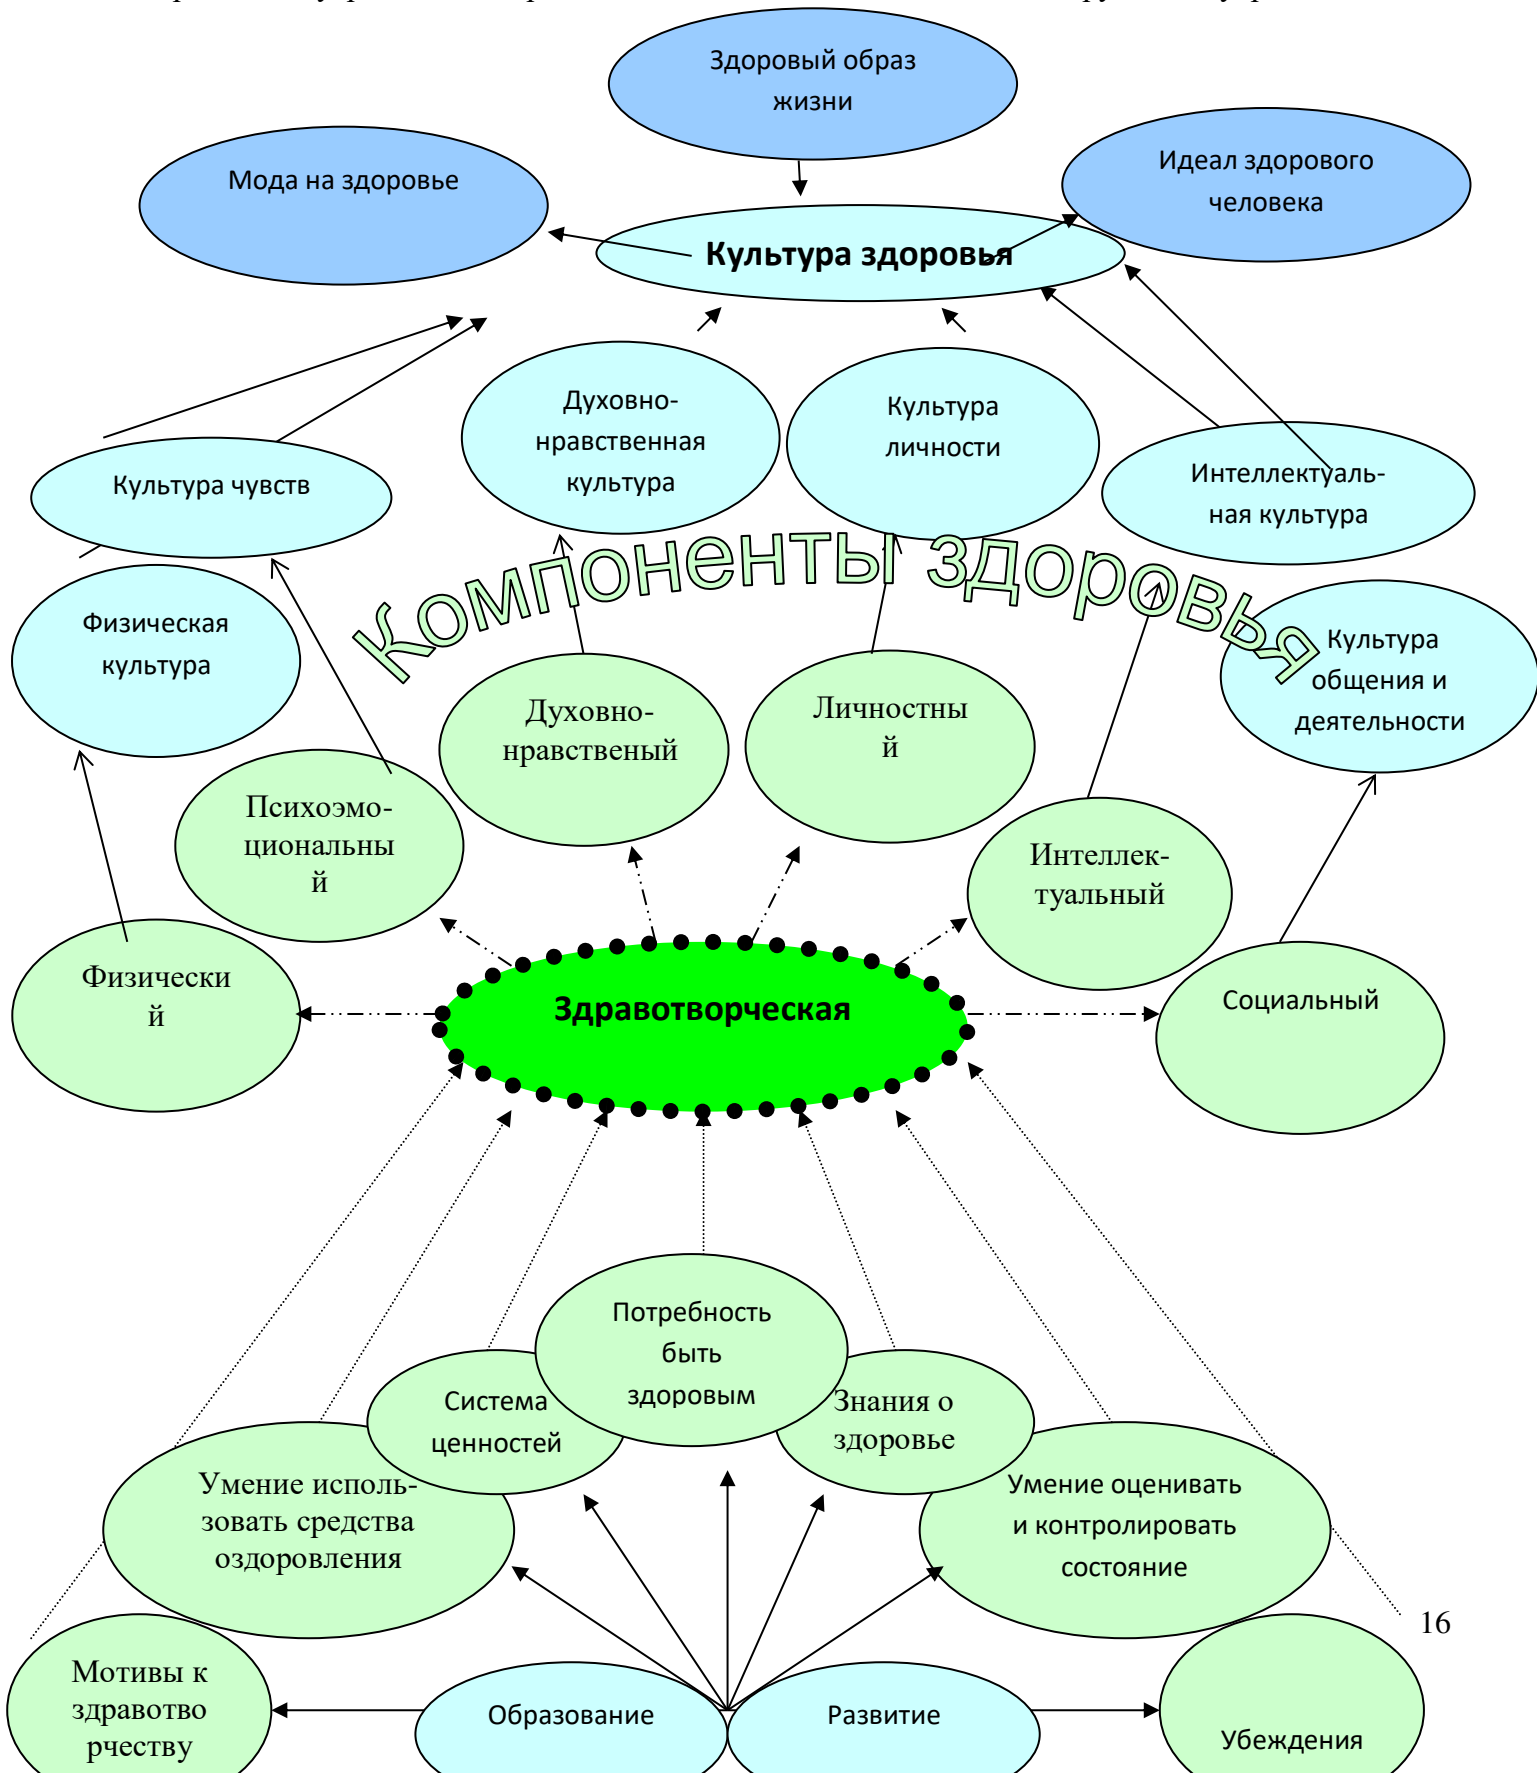 Здоровый образ
жизни
Мода на здоровье
Идеал здорового
человека
Культура здоровья
Духовно-
нравственная
культура
Культура
личности
Культура чувств
Интеллектуаль-
ная культура
Компоненты здоровья
Физическая
культура
Культура
общения и
деятельности
Духовно-
нравственый
Личностны
й
Психоэмо-
циональны
й
Интеллек-
туальный
Физически
й
Здравотворческая
Социальный
Потребность
быть
здоровым
Система
ценностей
Знания о
здоровье
Умение исполь-
зовать средства
оздоровления
Умение оценивать
и контролировать
состояние
16
Мотивы к
здравотво
рчеству
Образование
Развитие
Убеждения